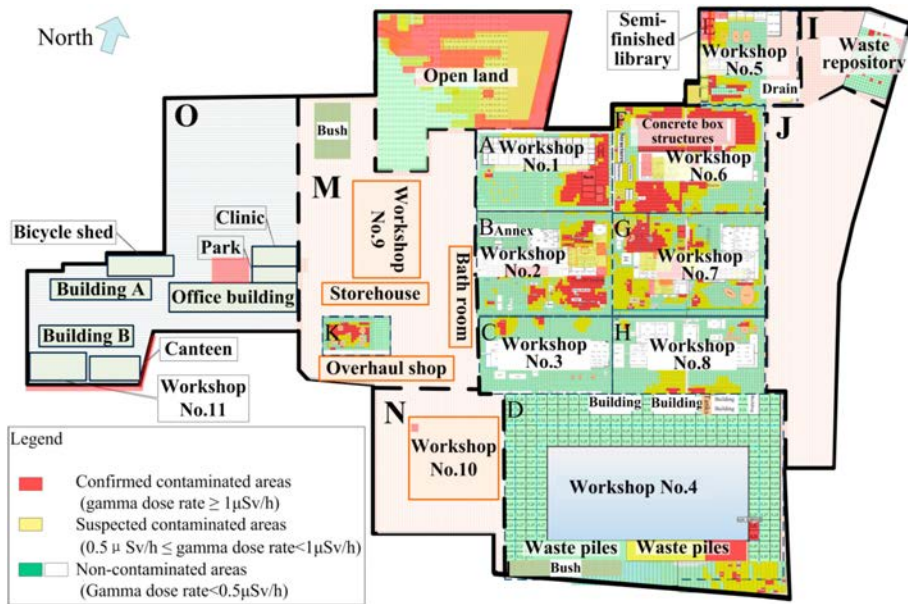 North
Semi-
finished
library
E
Workshop
No.5
Drain
I
Waste
repository
Open land
O
Bush
M
A
Workshop
No.1
F
Concrete box
structures
Workshop
No.6
J
Clinic
Park
Bicycle shed
Building A
Office building
Workshop
No.9
Storehouse
Bath room
B
Annex
Workshop
No.2
G
Workshop
No.7
Building B
Canteen
Workshop
No.11
K
Overhaul shop
C
Workshop
No.3
H
Workshop
No.8
N
Workshop
No.10
D
Building
Building
Building
Building
Workshop No.4
Waste piles
Waste piles
Bush
Legend
Confirmed contaminated areas
(gamma dose rate ≥ 1μSv/h)
Suspected contaminated areas
(0.5 μ Sv/h ≤ gamma dose rate<1μSv/h)
Non-contaminated areas
(Gamma dose rate<0.5μSv/h)